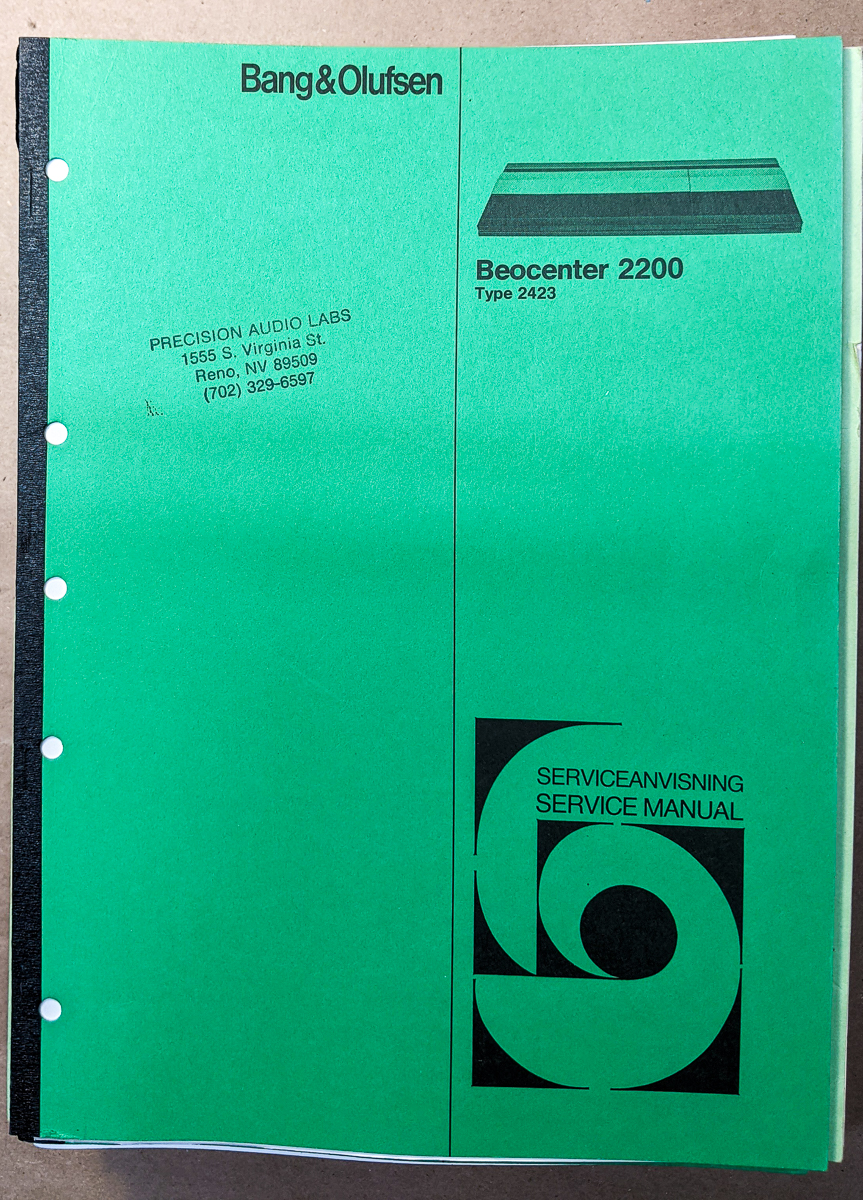 Bang&Olufsen
Beocenter 2200
Type 2423
PRECISION AUDIO LABS
1555 S. Virginia St.
Reno, NV 89509
(702) 329-6597
SERVICEANVISNING
SERVICE MANUAL